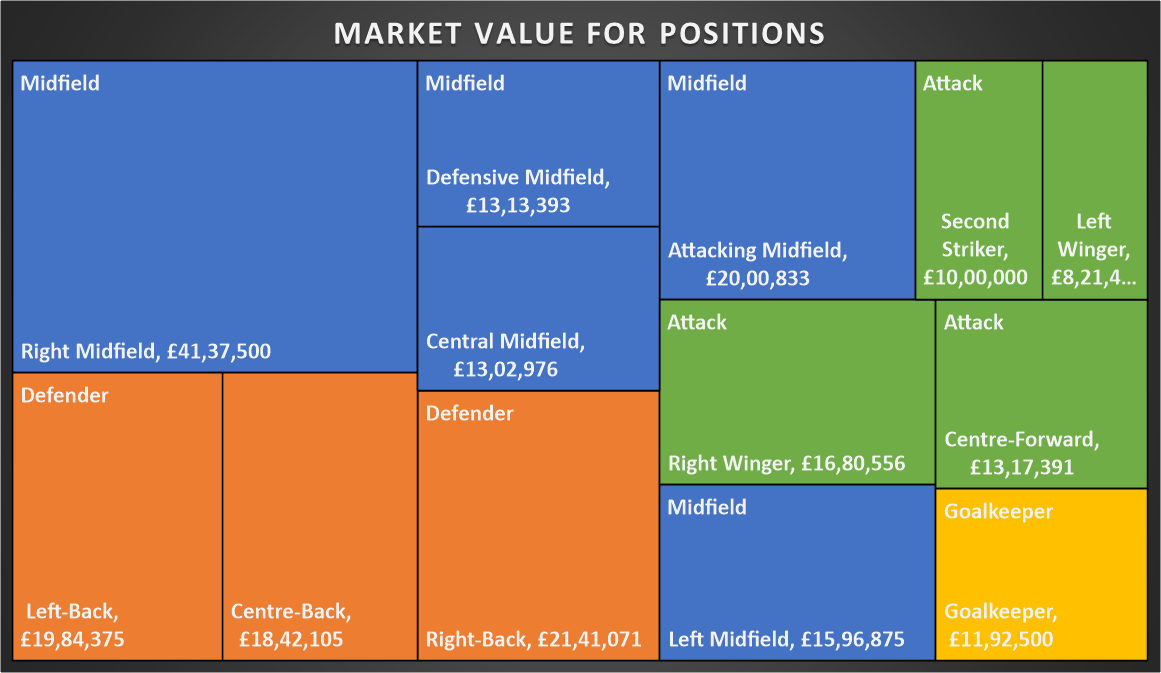 MARKET VALUE FOR POSITIONS
Midfield
Right Midfield, £41,37,500
Defender
Left-Back,
£19,84,375
Centre-Back,
£18,42,105
Midfield
Defensive Midfield,
£13,13,393
Central Midfield,
£13,02,976
Defender
Right-Back, £21,41,071
Midfield
Attacking Midfield,
£20,00,833
Attack
Second
Striker,
£10,00,000
Left
Winger,
£8,21,4...
Attack
Right Winger, £16,80,556
Attack
Centre-Forward,
£13,17,391
Midfield
Left Midfield, £15,96,875
Goalkeeper
Goalkeeper,
£11,92,500